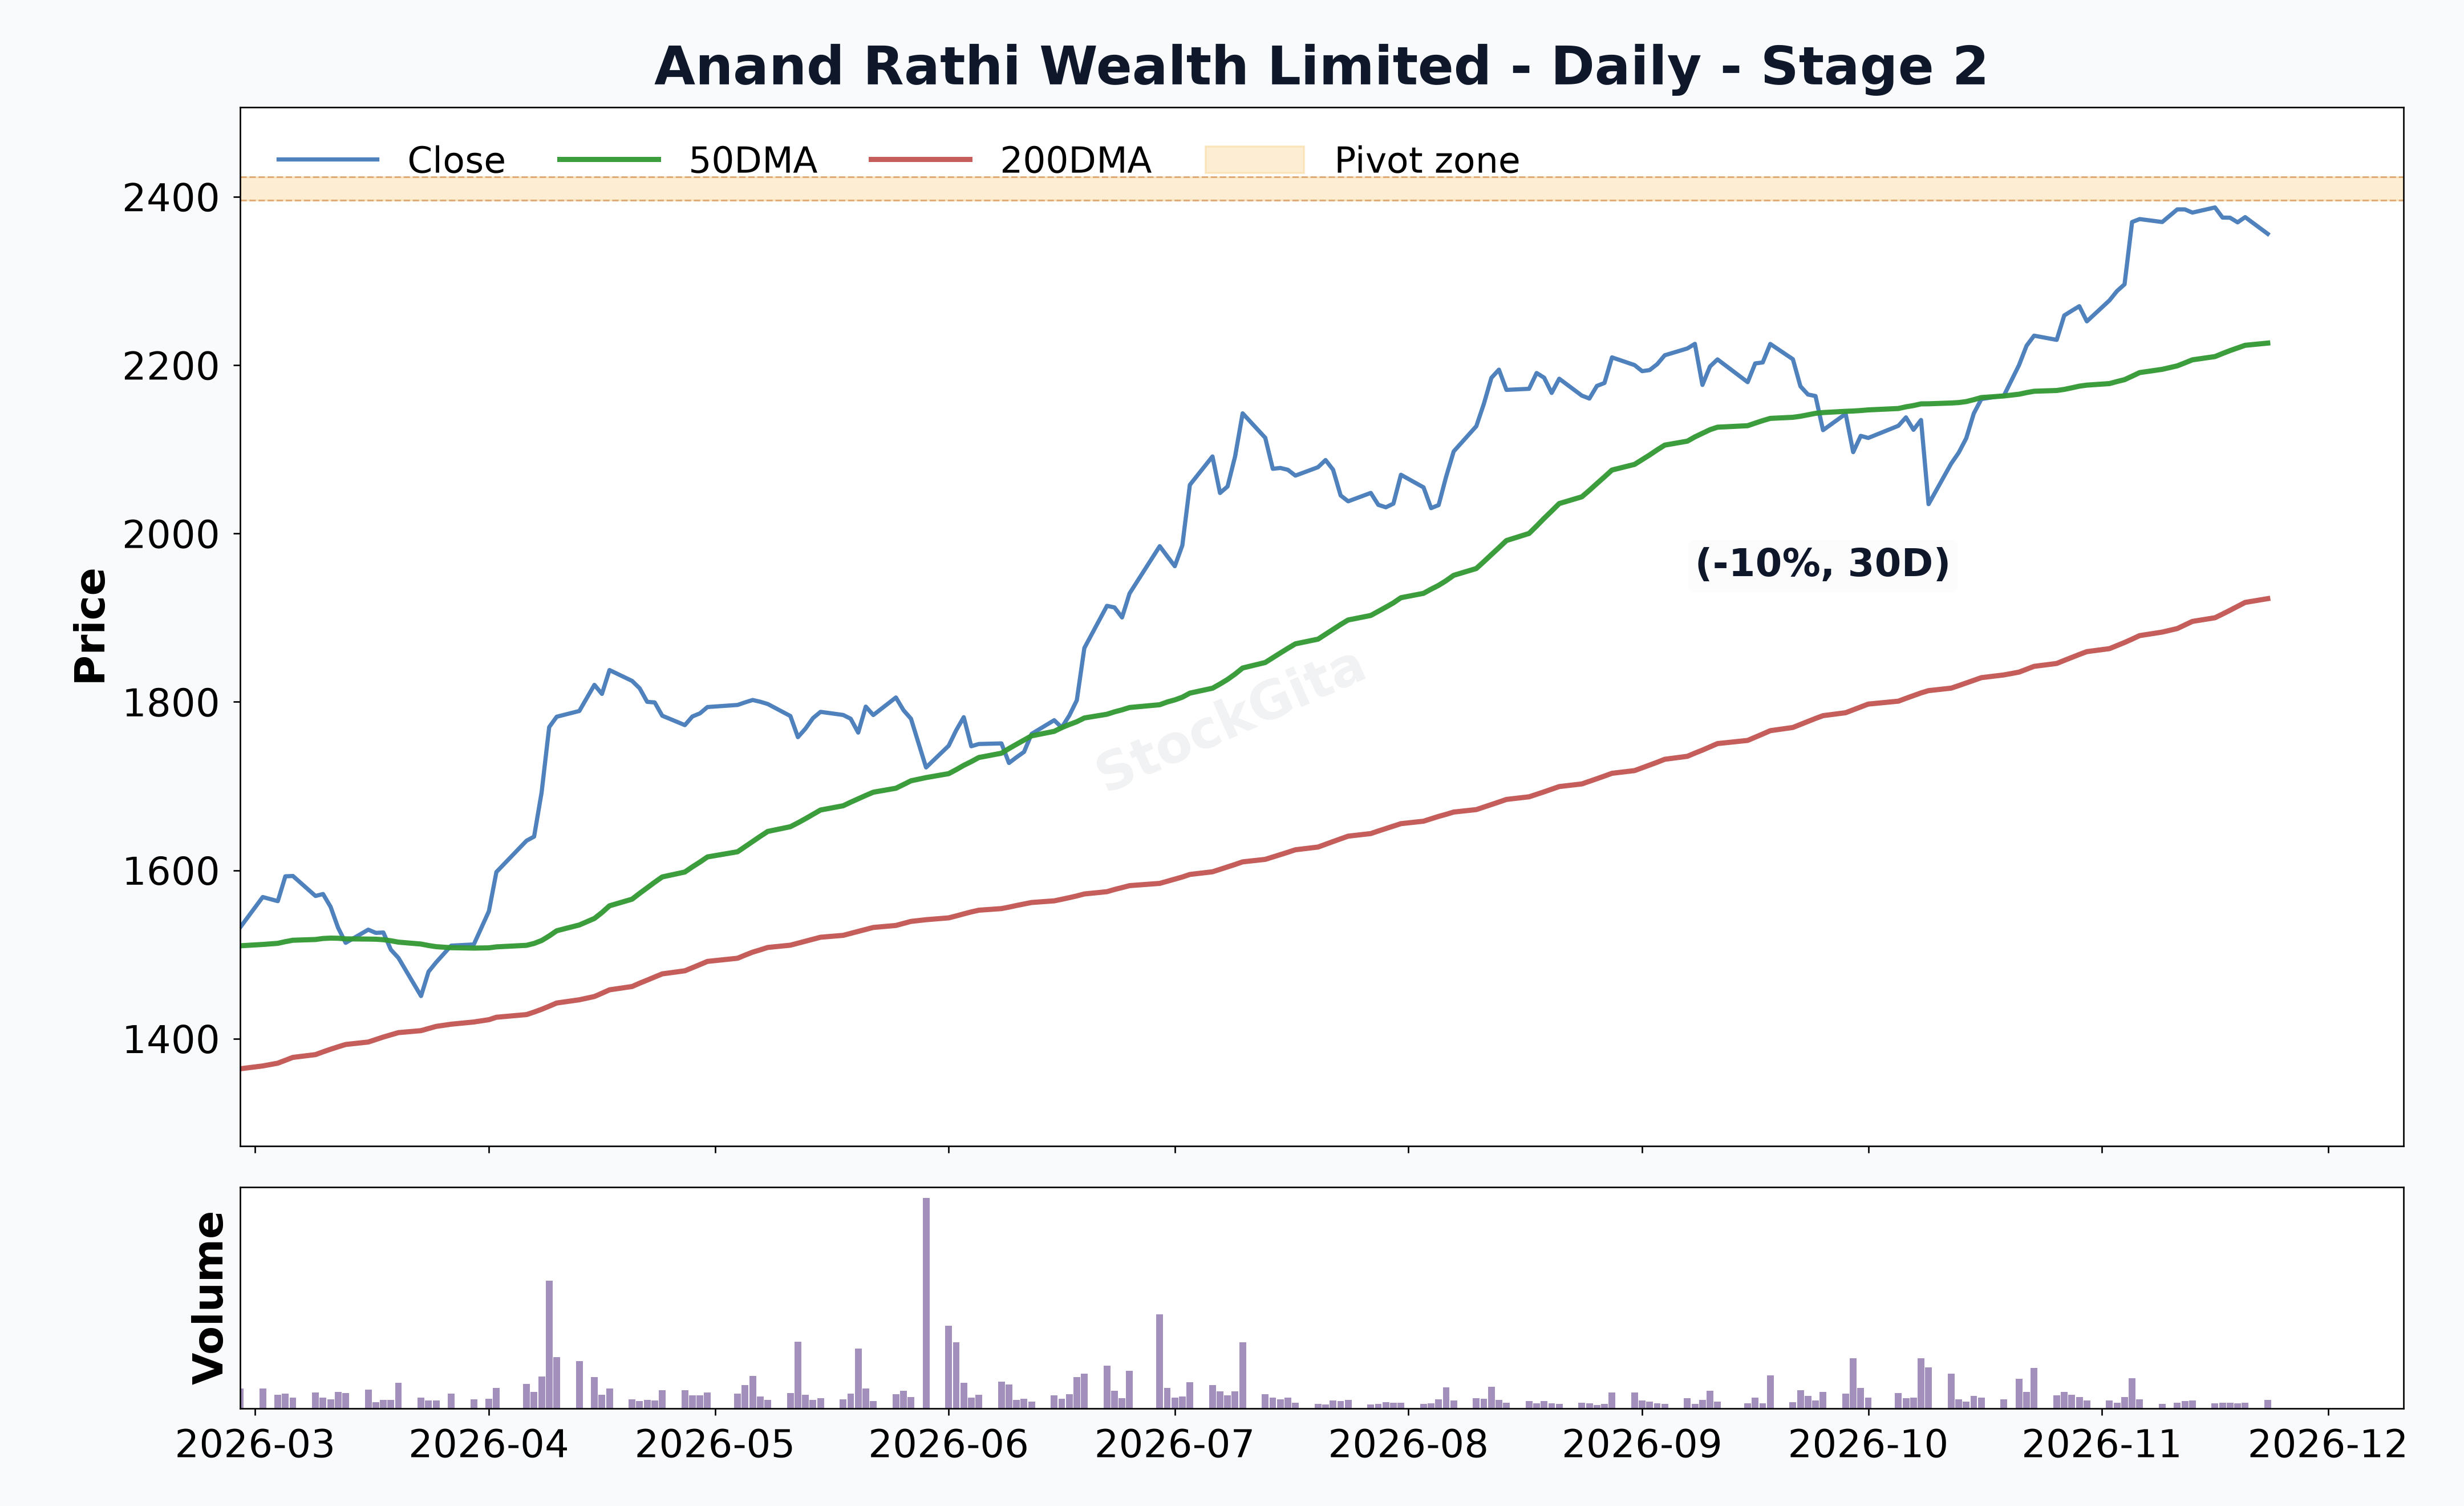 Anand Rathi Wealth Limited - Daily - Stage 2
Close 50DMA 200DMA Pivot zone
2400
2200
2000
1800
1600
1400
Price
(-10%, 30D)
StockGita
Volume
2026-03 2026-04 2026-05 2026-06 2026-07 2026-08 2026-09 2026-10 2026-11 2026-12